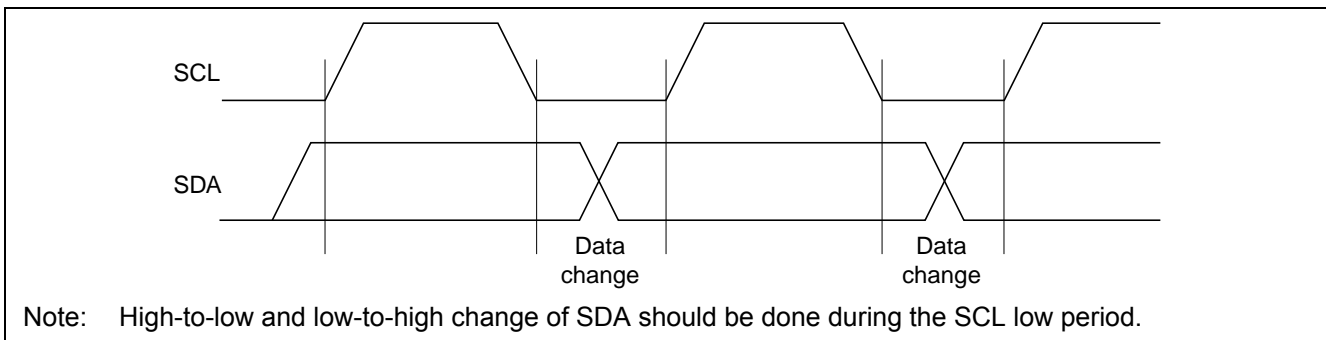 SCL
SDA
Data
change
Data
change
Note: High-to-low and low-to-high change of SDA should be done during the SCL low period.